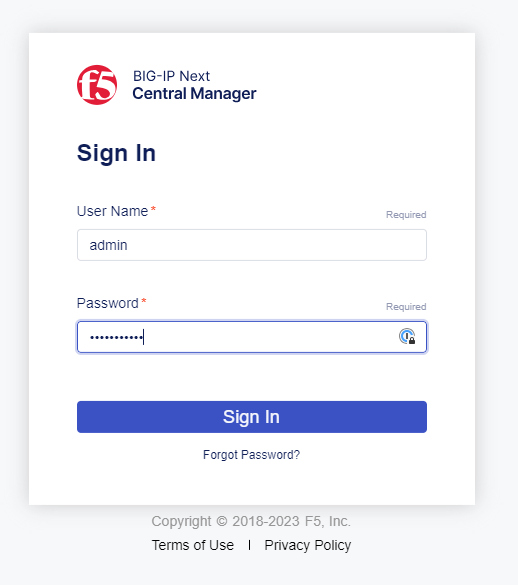 f5
BIG-IP Next
Central Manager
Sign In
User Name*
Required
admin
Password*
Required
•••••••••••
Sign In
Forgot Password?
Copyright © 2018-2023 F5, Inc.
Terms of Use | Privacy Policy